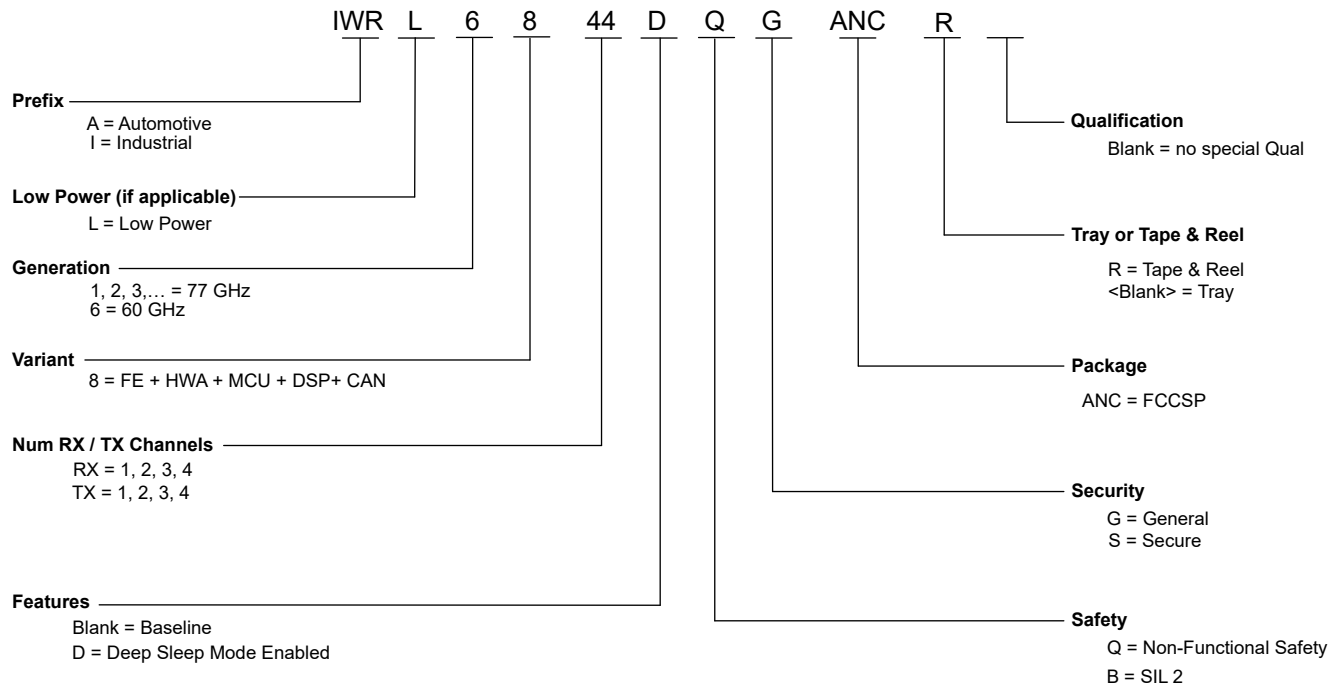 IWR L 6 8 44 D Q G ANC R
Prefix
A = Automotive
I = Industrial
Low Power (if applicable)
L = Low Power
Generation
1, 2, 3,... = 77 GHz
6 = 60 GHz
Variant
8 = FE + HWA + MCU + DSP+ CAN
Num RX / TX Channels
RX = 1, 2, 3, 4
TX = 1, 2, 3, 4
Features
Blank = Baseline
D = Deep Sleep Mode Enabled
Qualification
Blank = no special Qual
Tray or Tape & Reel
R = Tape & Reel
<Blank> = Tray
Package
ANC = FCCSP
Security
G = General
S = Secure
Safety
Q = Non-Functional Safety
B = SIL 2